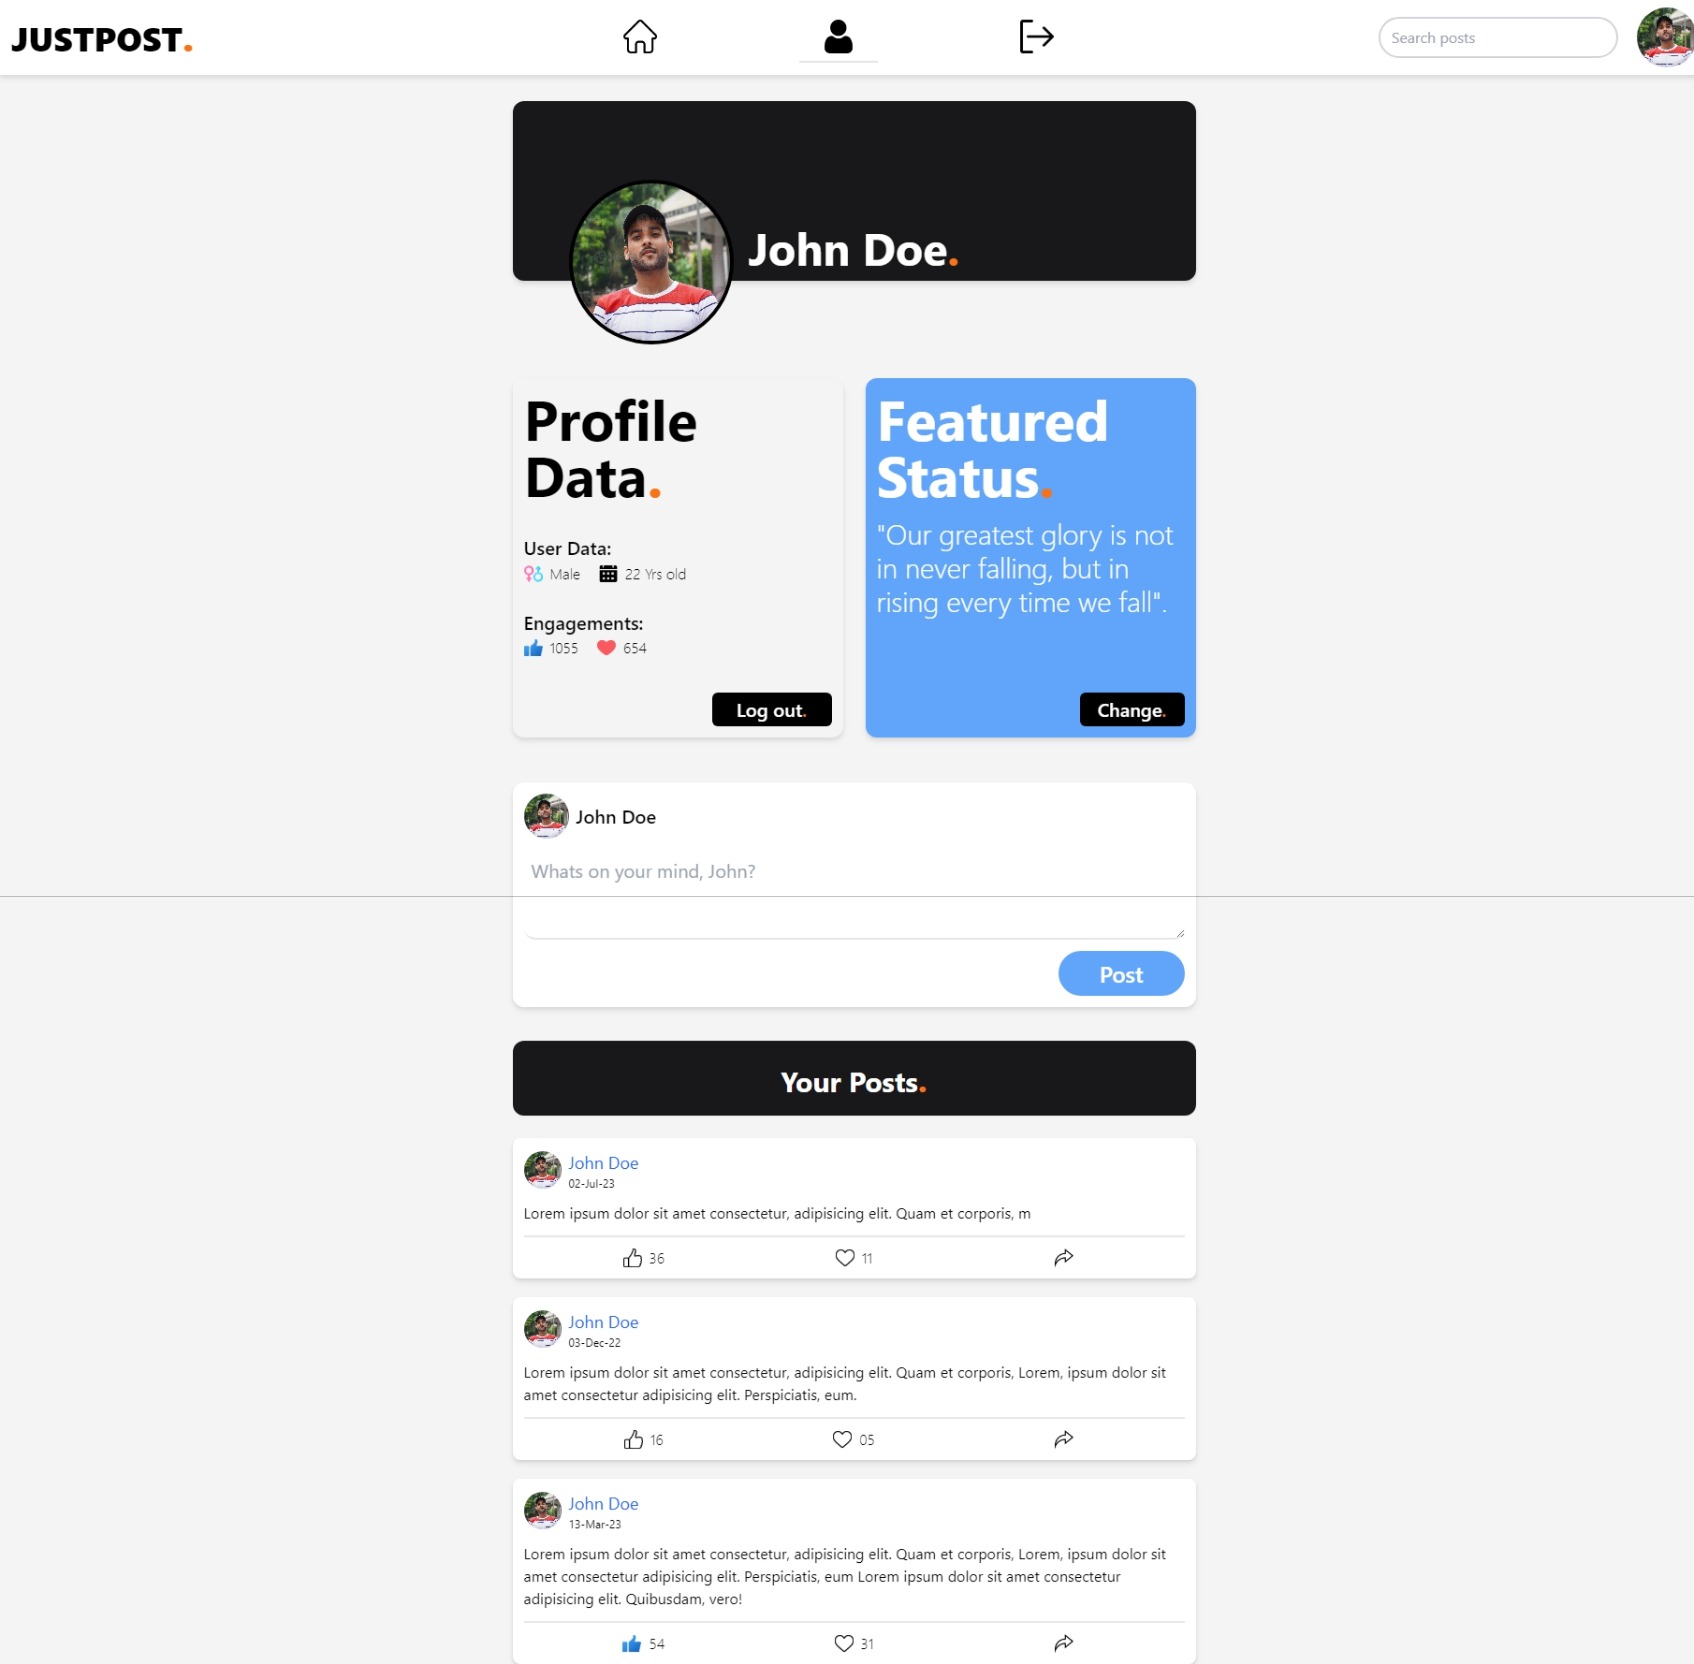 JUSTPOST.
Search posts
John Doe.
Profile
Data.
User Data:
Male 22 Yrs old
Engagements:
1055 654
Log out.
Featured
Status.
"Our greatest glory is not
in never falling, but in
rising every time we fall".
Change.
John Doe
Whats on your mind, John?
Post
Your Posts.
John Doe
02-Jul-23
Lorem ipsum dolor sit amet consectetur, adipisicing elit. Quam et corporis, m
36 11
John Doe
03-Dec-22
Lorem ipsum dolor sit amet consectetur, adipisicing elit. Quam et corporis, Lorem, ipsum dolor sit
amet consectetur adipisicing elit. Perspiciatis, eum.
16 05
John Doe
13-Mar-23
Lorem ipsum dolor sit amet consectetur, adipisicing elit. Quam et corporis, Lorem, ipsum dolor sit
amet consectetur adipisicing elit. Perspiciatis, eum Lorem ipsum dolor sit amet consectetur
adipisicing elit. Quibusdam, vero!
54 31